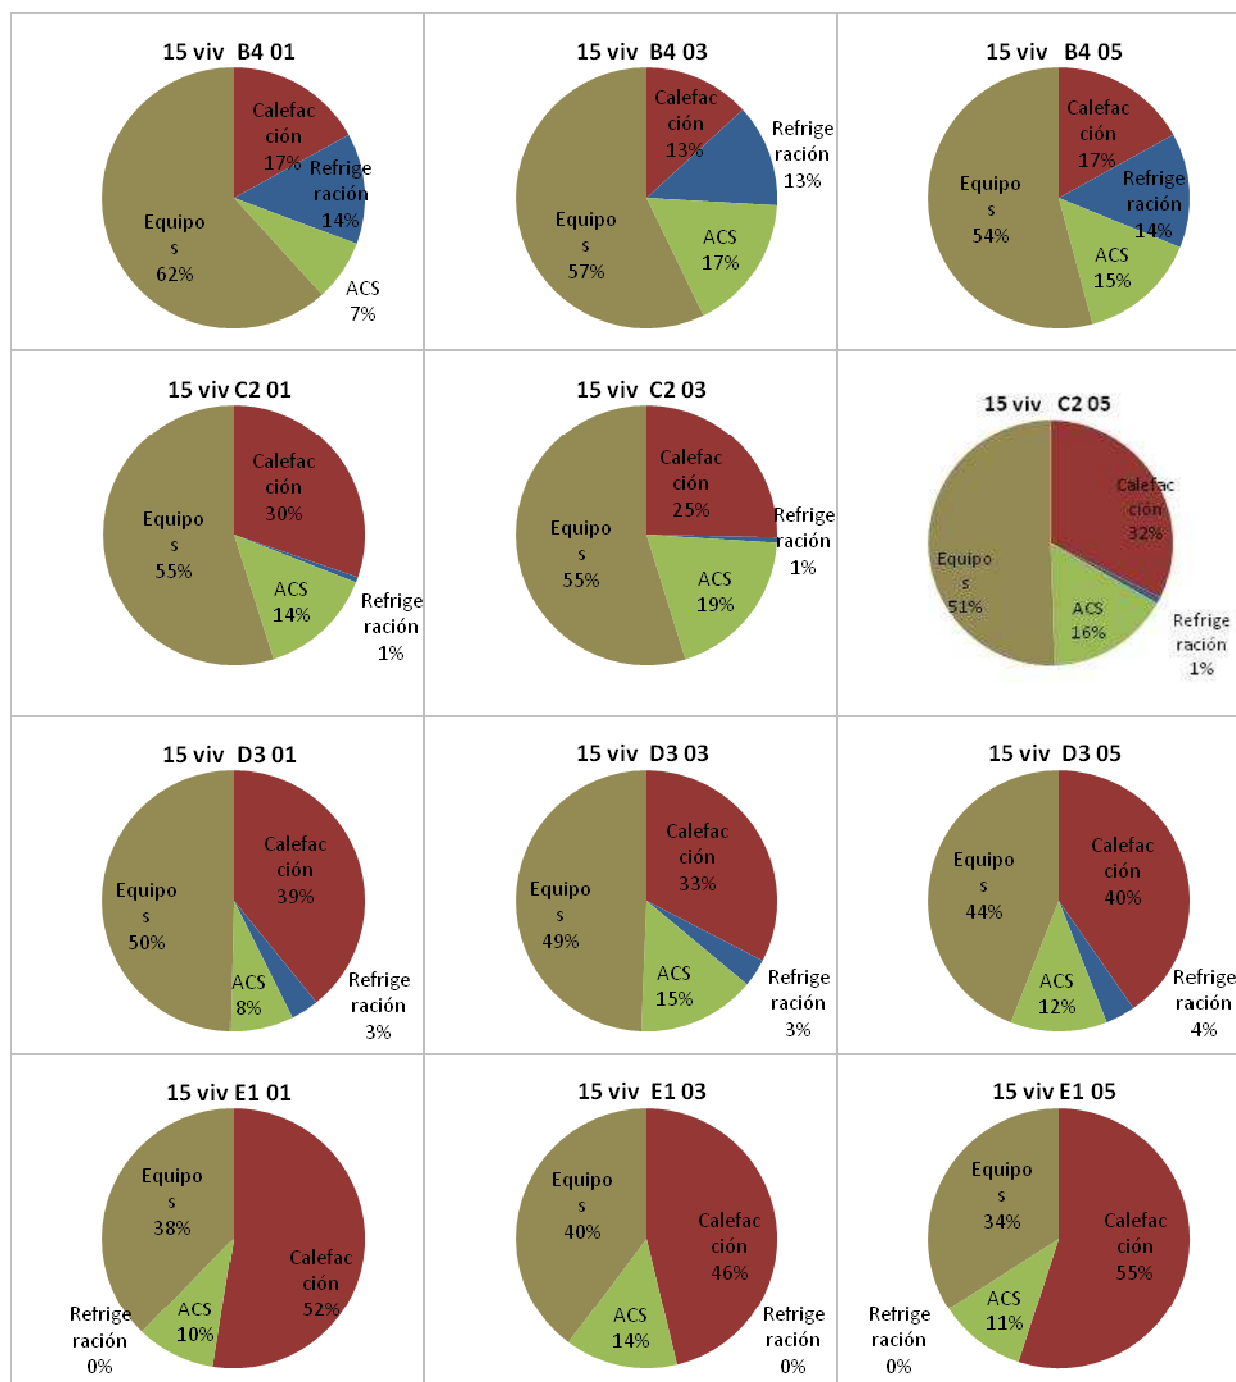 15 viv B4 01
Calefac
ción
17%
Refrige
ración
14%
ACS
7%
Equipo
s
62%
15 viv B4 03
Calefac
ción
13%
Refrige
ración
13%
ACS
17%
Equipo
s
57%
15 viv B4 05
Calefac
ción
17%
Refrige
ración
14%
ACS
15%
Equipo
s
54%
15 viv C2 01
Calefac
ción
30%
Refrige
ración
1%
ACS
14%
Equipo
s
55%
15 viv C2 03
Calefac
ción
25%
Refrige
ración
1%
ACS
19%
Equipo
s
55%
15 viv C2 05
Calefac
ción
32%
Refrige
ración
1%
ACS
16%
Equipo
s
51%
15 viv D3 01
Calefac
ción
39%
Refrige
ración
3%
ACS
8%
Equipo
s
50%
15 viv D3 03
Calefac
ción
33%
Refrige
ración
3%
ACS
15%
Equipo
s
49%
15 viv D3 05
Calefac
ción
40%
Refrige
ración
4%
ACS
12%
Equipo
s
44%
15 viv E1 01
Calefac
ción
52%
Refrige
ración
0%
ACS
10%
Equipo
s
38%
15 viv E1 03
Calefac
ción
46%
Refrige
ración
0%
ACS
14%
Equipo
s
40%
15 viv E1 05
Calefac
ción
55%
Refrige
ración
0%
ACS
11%
Equipo
s
34%